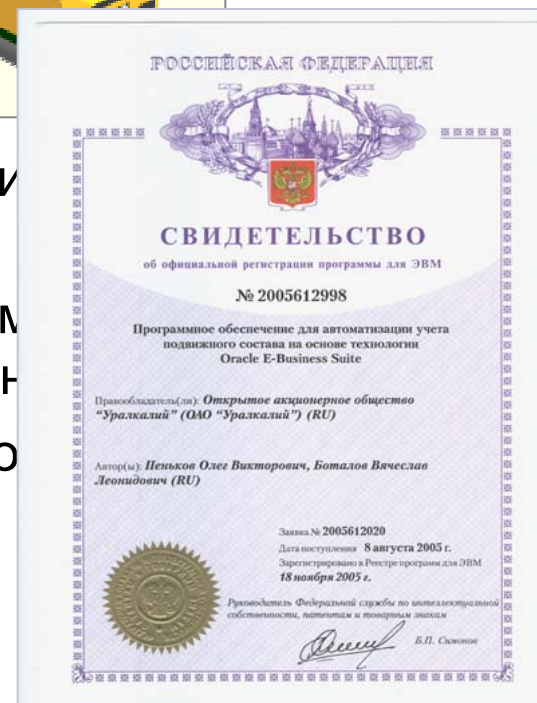 РОССИЙСКАЯ ФЕДЕРАЦИЯ
СВИДЕТЕЛЬСТВО
об официальной регистрации программы для ЭВМ
№ 2005612998
Программное обеспечение для автоматизации учета
подвижного состава на основе технологии
Oracle E-Business Suite
Правообладатель(ли): Открытое акционерное общество
"Уралкалий" (ОАО "Уралкалий") (RU)
Автор(ы): Пеньков Олег Викторович, Боталов Вячеслав
Леонидович (RU)
Заявка № 2005612020
Дата поступления 8 августа 2005 г.
Зарегистрировано в Реестре программ для ЭВМ
18 ноября 2005 г.
Руководитель Федеральной службы по интеллектуальной
собственности, патентам и товарным знакам
Б.П. Симонов